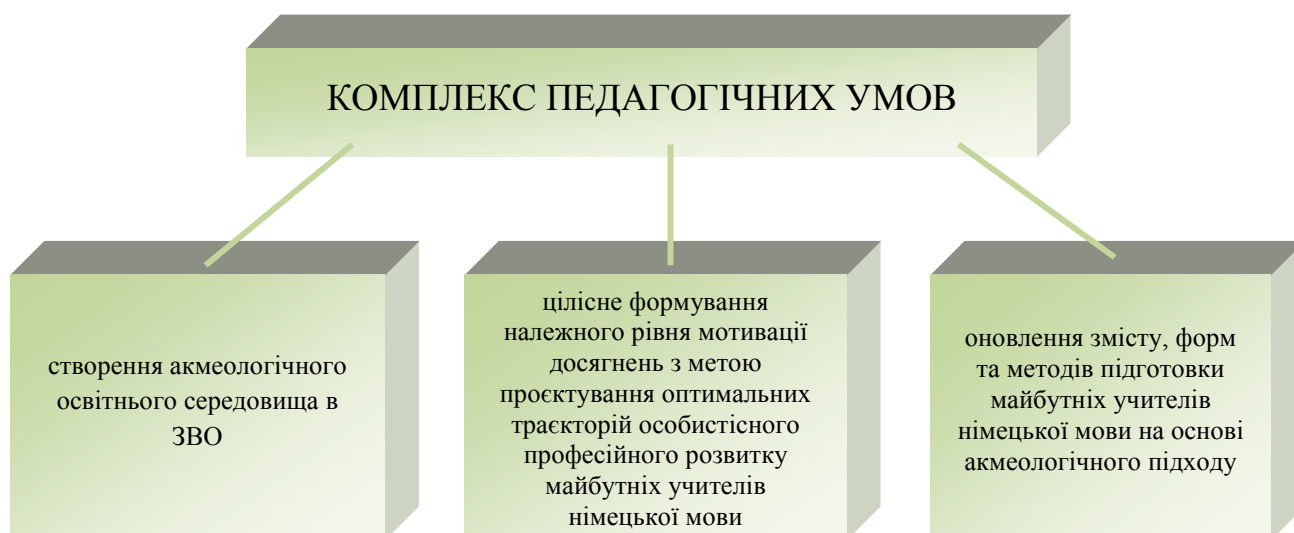 КОМПЛЕКС ПЕДАГОГІЧНИХ УМОВ
створення акмеологічного
освітнього середовища в
ЗВО
цілісне формування
належного рівня мотивації
досягнень з метою
проєктування оптимальних
траєкторій особистісного
професійного розвитку
майбутніх учителів
німецької мови
оновлення змісту, форм
та методів підготовки
майбутніх учителів
німецької мови на основі
акмеологічного підходу